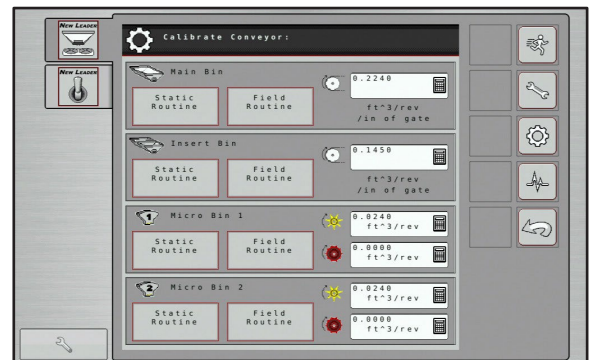 NEW LEADER
NEW LEADER
Calibrate Conveyor:
Main Bin
Static Routine
Field Routine
0.2240
ft^3/rev
/in of gate
Insert Bin
Static Routine
Field Routine
0.1450
ft^3/rev
/in of gate
1 Micro Bin 1
Static Routine
Field Routine
0.0240
ft^3/rev
0.0000
ft^3/rev
2 Micro Bin 2
Static Routine
Field Routine
0.0240
ft^3/rev
0.0000
ft^3/rev